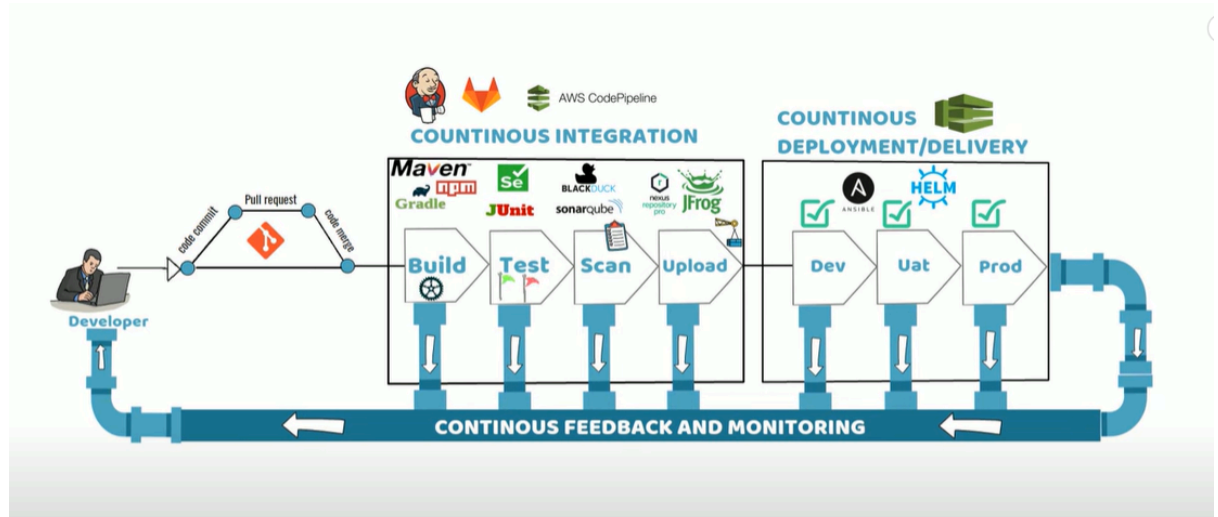 AWS CodePipeline
COUNTINOUS INTEGRATION
COUNTINOUS
DEPLOYMENT/DELIVERY
Maven™
npm
Gradle
Se
JUnit
BLACKDUCK
sonarqube
nexus
repository
pro
JFrog
A
ANSIBLE
HELM
code commit
Pull request
code merge
Developer
Build
Test
Scan
Upload
Dev
Uat
Prod
CONTINOUS FEEDBACK AND MONITORING